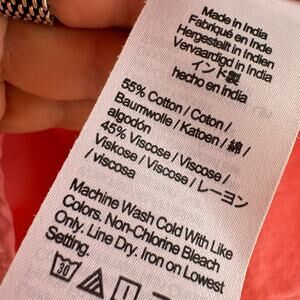 Made in India
Fabriqué en Inde
Hergestellt in Indien
Vervaardigd in India
インド製
hecho en India
55% Cotton / Coton /
Baumwolle / Katoen / 綿 /
algodón
45% Viscose / Viscose /
Viskose / Viscose / レーヨン
/ viscosa
Machine Wash Cold With Like
Colors. Non-Chlorine Bleach
Only. Line Dry. Iron on Lowest
Setting.
30